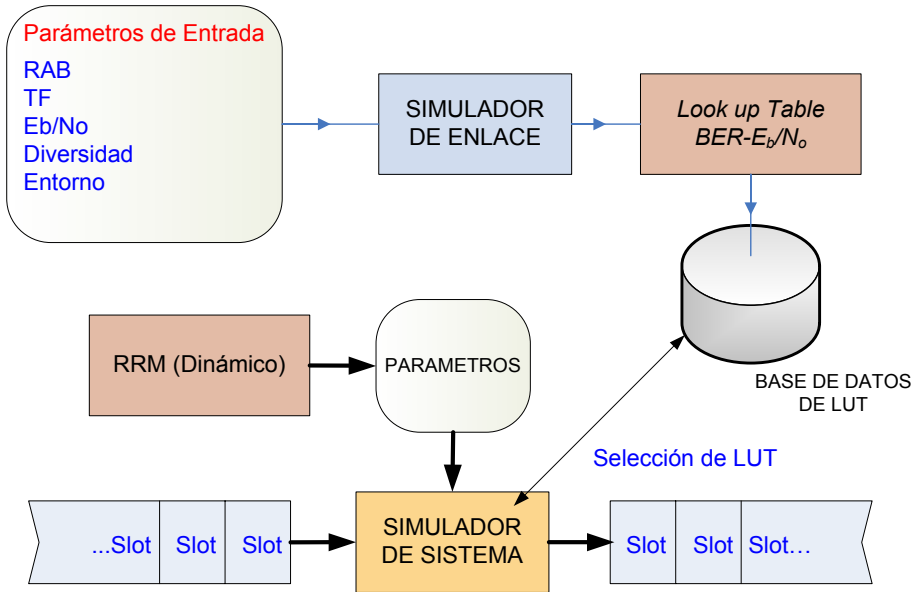 Parámetros de Entrada
RAB
TF
Eb/No
Diversidad
Entorno
SIMULADOR
DE ENLACE
Look up Table
BER-Eb/No
RRM (Dinámico)
PARAMETROS
BASE DE DATOS
DE LUT
Selección de LUT
...Slot Slot Slot
SIMULADOR
DE SISTEMA
Slot Slot Slot...